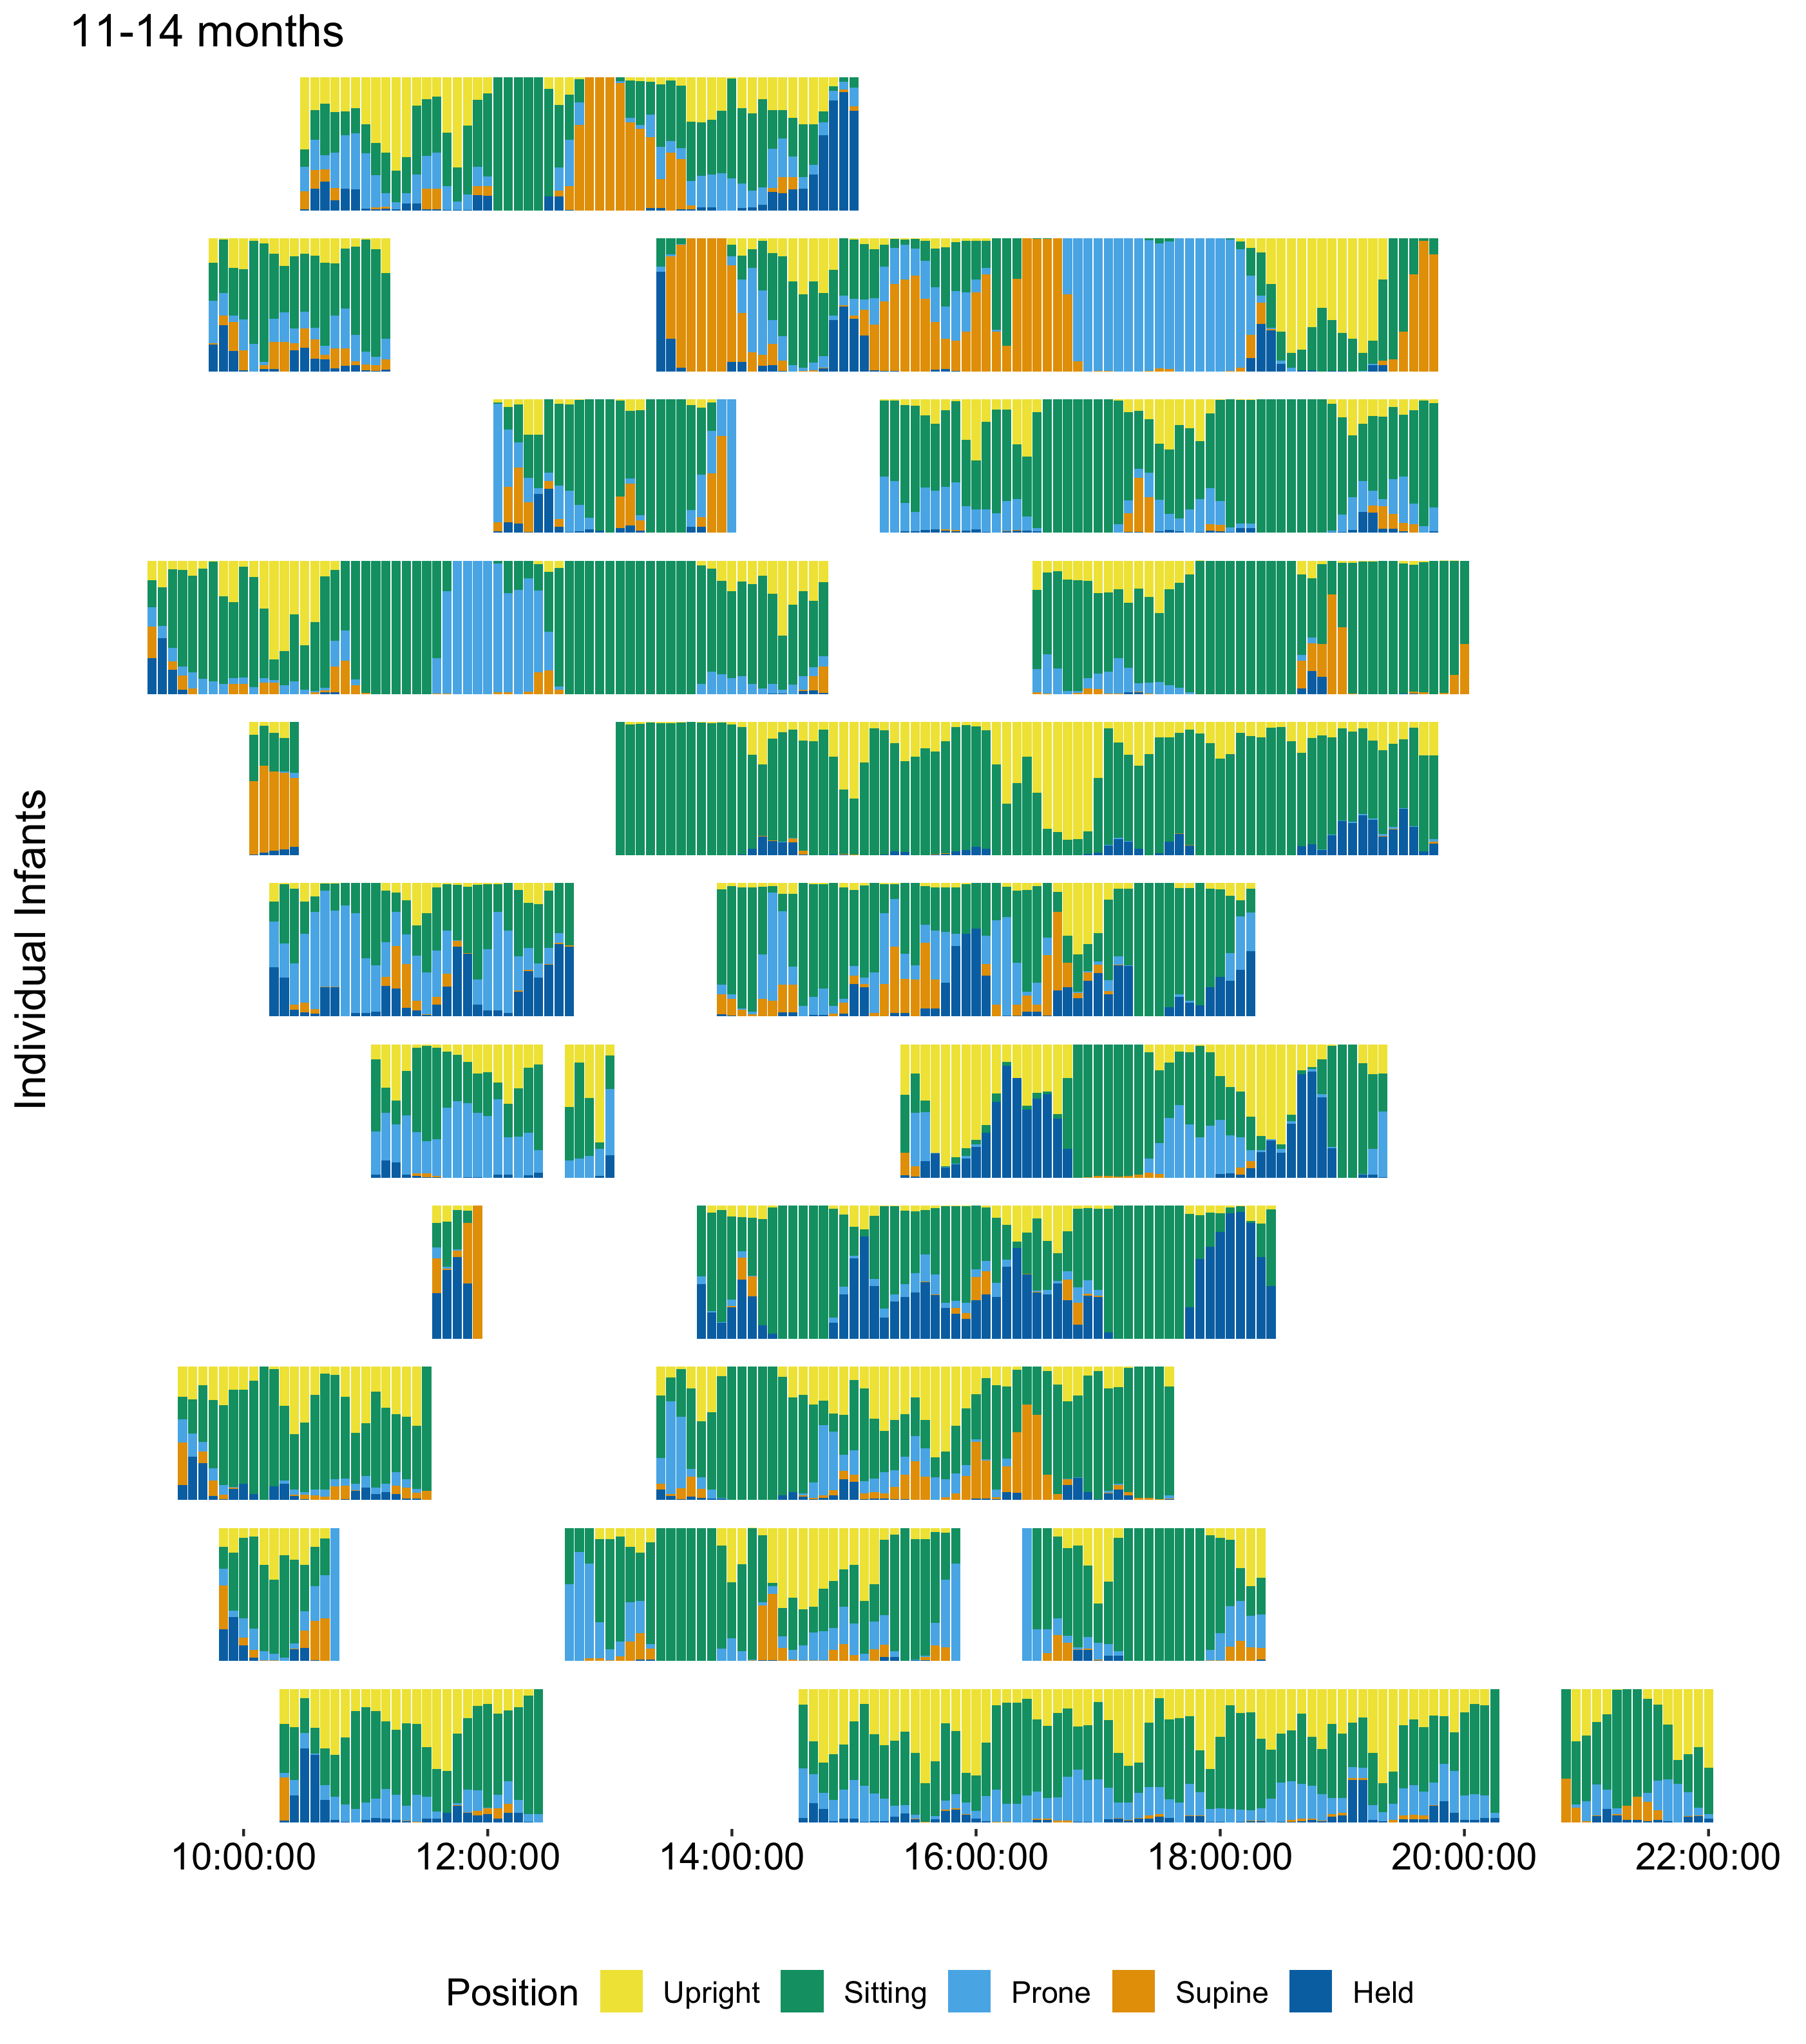 11-14 months
Individual Infants
10:00:00 12:00:00 14:00:00 16:00:00 18:00:00 20:00:00 22:00:00
Position Upright Sitting Prone Supine Held